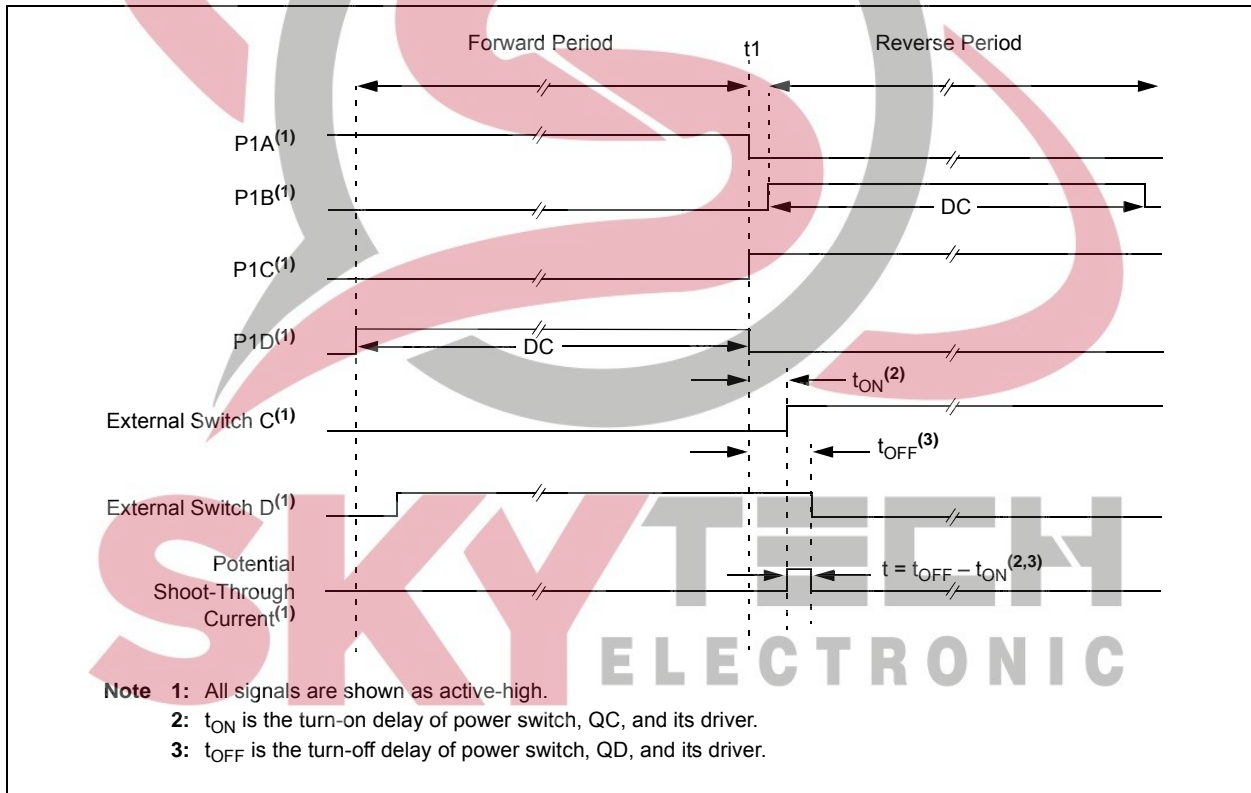 Forward Period
t1
Reverse Period
P1A(1)
P1B(1)
DC
P1C(1)
P1D(1)
DC
tON(2)
External Switch C(1)
tOFF(3)
External Switch D(1)
Potential
Shoot-Through
Current(1)
t = tOFF – tON(2,3)
SKYTECH
ELECTRONIC
Note 1: All signals are shown as active-high.
2: tON is the turn-on delay of power switch, QC, and its driver.
3: tOFF is the turn-off delay of power switch, QD, and its driver.